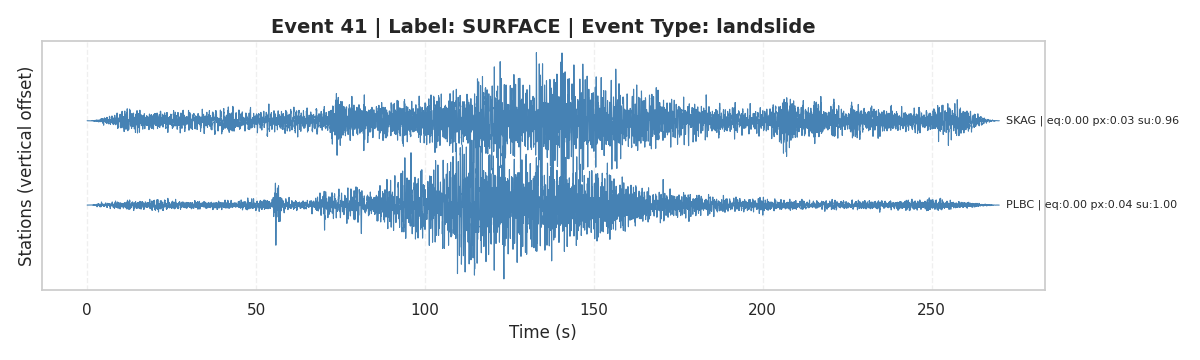 Event 41 | Label: SURFACE | Event Type: landslide
Stations (vertical offset)
SKAG | eq:0.00 px:0.03 su:0.96
PLBC | eq:0.00 px:0.04 su:1.00
0 50 100 150 200 250
Time (s)